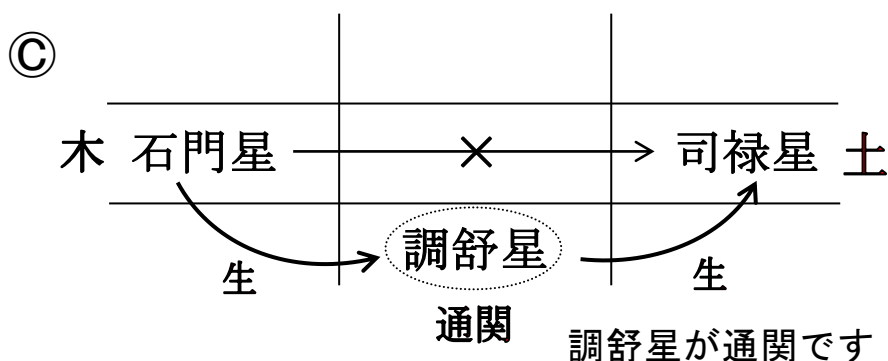 Ⓒ
木 石門星 × 司禄星 土
調舒星
生 生
通関
調舒星が通関です